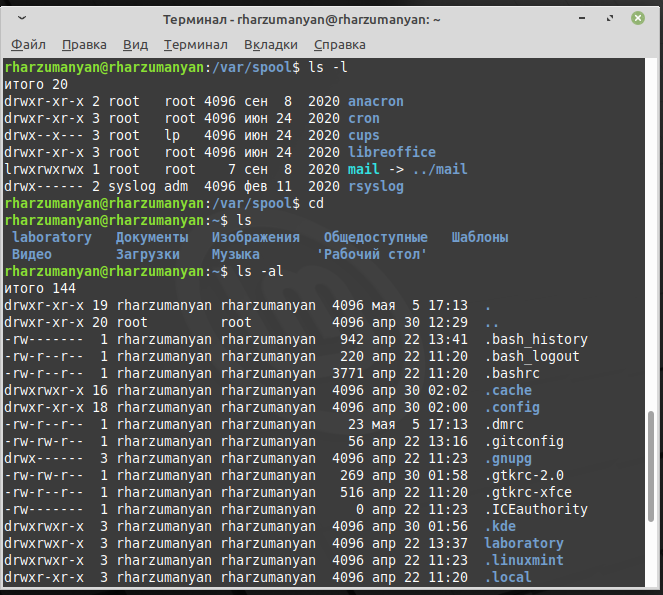 Терминал - rharzumanyan@rharzumanyan: ~
Файл Правка Вид Терминал Вкладки Справка
rharzumanyan@rharzumanyan:/var/spool$ ls -l
итого 20
drwxr-xr-x 2 root   root 4096 сен  8  2020 anacron
drwxr-xr-x 3 root   root 4096 июн 24  2020 cron
drwx--x--- 3 root   lp   4096 июн 24  2020 cups
drwxr-xr-x 3 root   root 4096 июн 24  2020 libreoffice
lrwxrwxrwx 1 root   root    7 сен  8  2020 mail -> ../mail
drwx------ 2 syslog adm  4096 фев 11  2020 rsyslog
rharzumanyan@rharzumanyan:/var/spool$ cd
rharzumanyan@rharzumanyan:~$ ls
laboratory   Документы   Изображения   Общедоступные   Шаблоны
Видео        Загрузки    Музыка       'Рабочий стол'
rharzumanyan@rharzumanyan:~$ ls -al
итого 144
drwxr-xr-x 19 rharzumanyan rharzumanyan  4096 мая  5 17:13  .
drwxr-xr-x 20 root         root          4096 апр 30 12:29  ..
-rw-------  1 rharzumanyan rharzumanyan   942 апр 22 13:41  .bash_history
-rw-r--r--  1 rharzumanyan rharzumanyan   220 апр 22 11:20  .bash_logout
-rw-r--r--  1 rharzumanyan rharzumanyan  3771 апр 22 11:20  .bashrc
drwxrwxr-x 16 rharzumanyan rharzumanyan  4096 апр 30 02:02  .cache
drwxr-xr-x 18 rharzumanyan rharzumanyan  4096 апр 30 02:00  .config
-rw-r--r--  1 rharzumanyan rharzumanyan    23 мая  5 17:13  .dmrc
-rw-rw-r--  1 rharzumanyan rharzumanyan    56 апр 22 13:16  .gitconfig
drwx------  3 rharzumanyan rharzumanyan  4096 апр 22 11:23  .gnupg
-rw-rw-r--  1 rharzumanyan rharzumanyan   269 апр 30 01:58  .gtkrc-2.0
-rw-r--r--  1 rharzumanyan rharzumanyan   516 апр 22 11:20  .gtkrc-xfce
-rw-------  1 rharzumanyan rharzumanyan     0 апр 22 11:23  .ICEauthority
drwxrwxr-x  3 rharzumanyan rharzumanyan  4096 апр 30 01:56  .kde
drwxrwxr-x  3 rharzumanyan rharzumanyan  4096 апр 22 13:37  laboratory
drwxrwxr-x  3 rharzumanyan rharzumanyan  4096 апр 22 11:23  .linuxmint
drwxr-xr-x  3 rharzumanyan rharzumanyan  4096 апр 22 11:20  .local